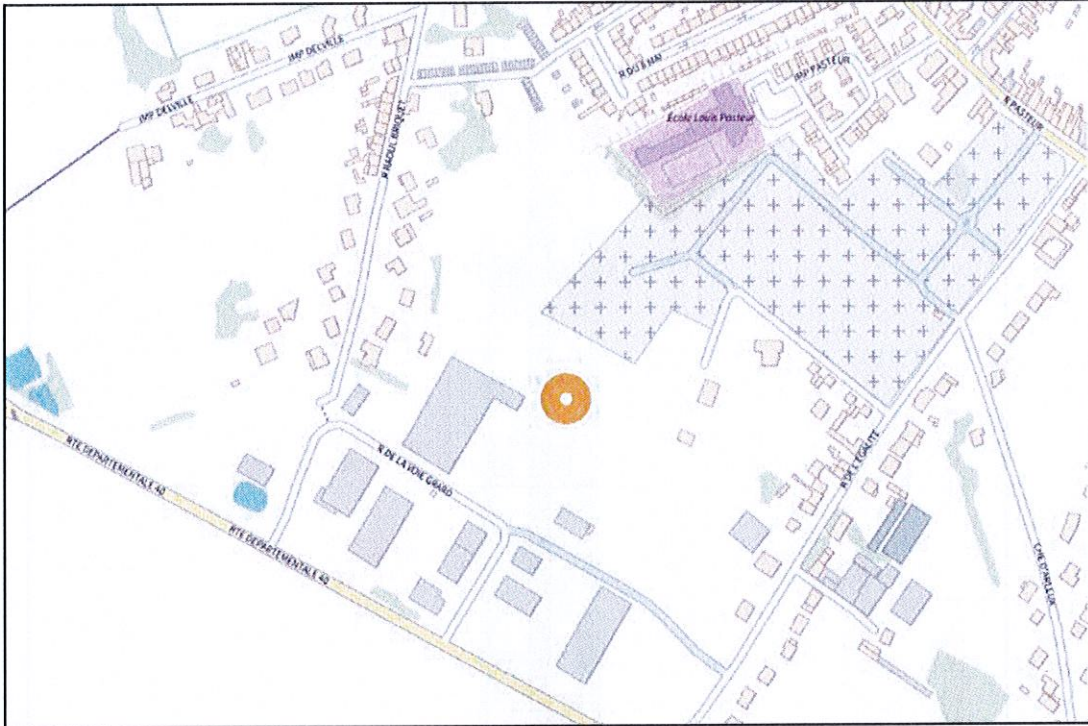 IMP DELVILLE
IMP DELVILLE
R RAOUL BRIQUET
R DU 8 MAI
IMP PASTEUR
Ecole Louis Pasteur
R PASTEUR
R DE L'EGALITE
R DE LA VOIE GRARD
RTE DEPARTEMENTALE 40
RTE DEPARTEMENTALE 40
CHE D'ARLEUX